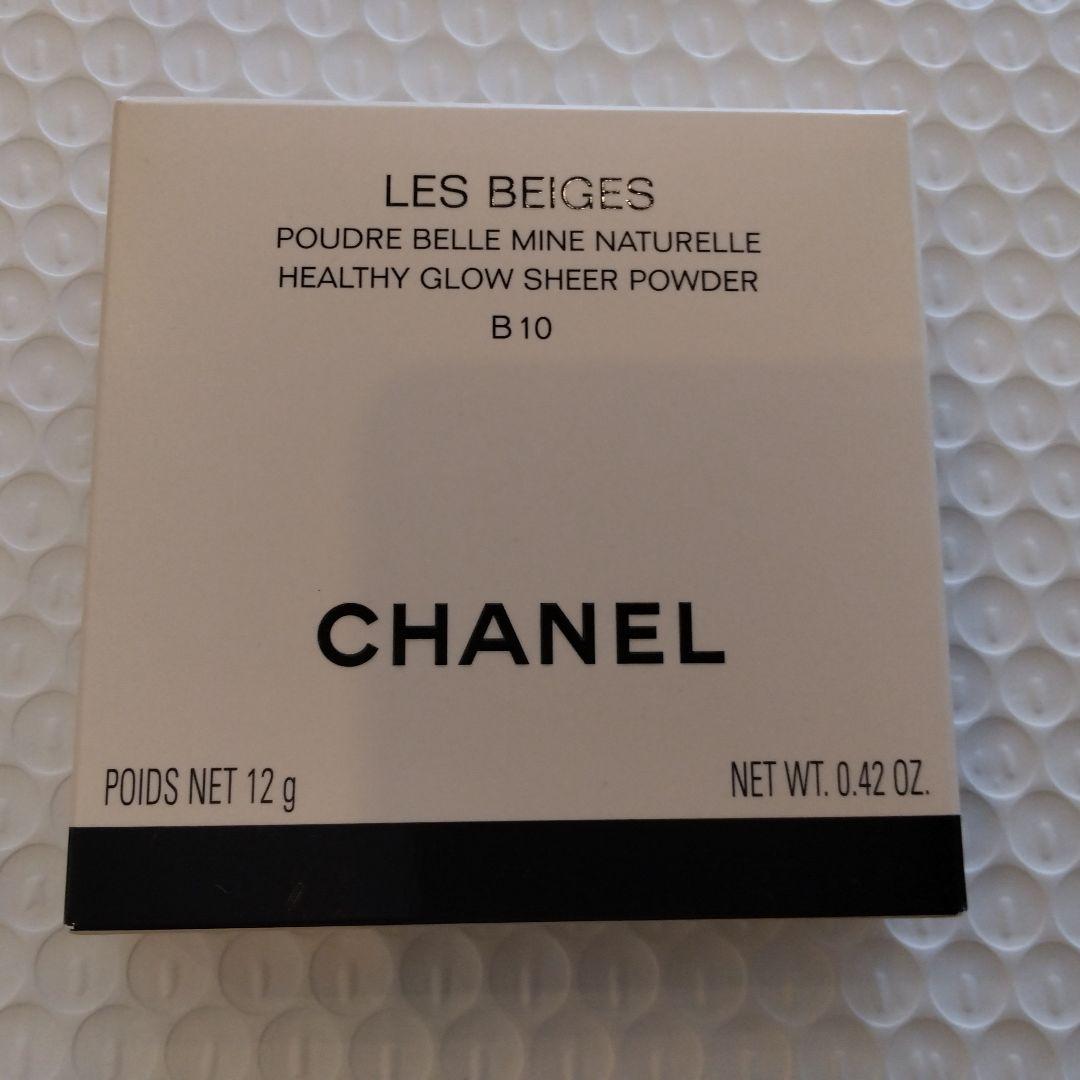 LES BEIGES
POUDRE BELLE MINE NATURELLE
HEALTHY GLOW SHEER POWDER
B10
CHANEL
POIDS NET 12 g
NET WT. 0.42 OZ.